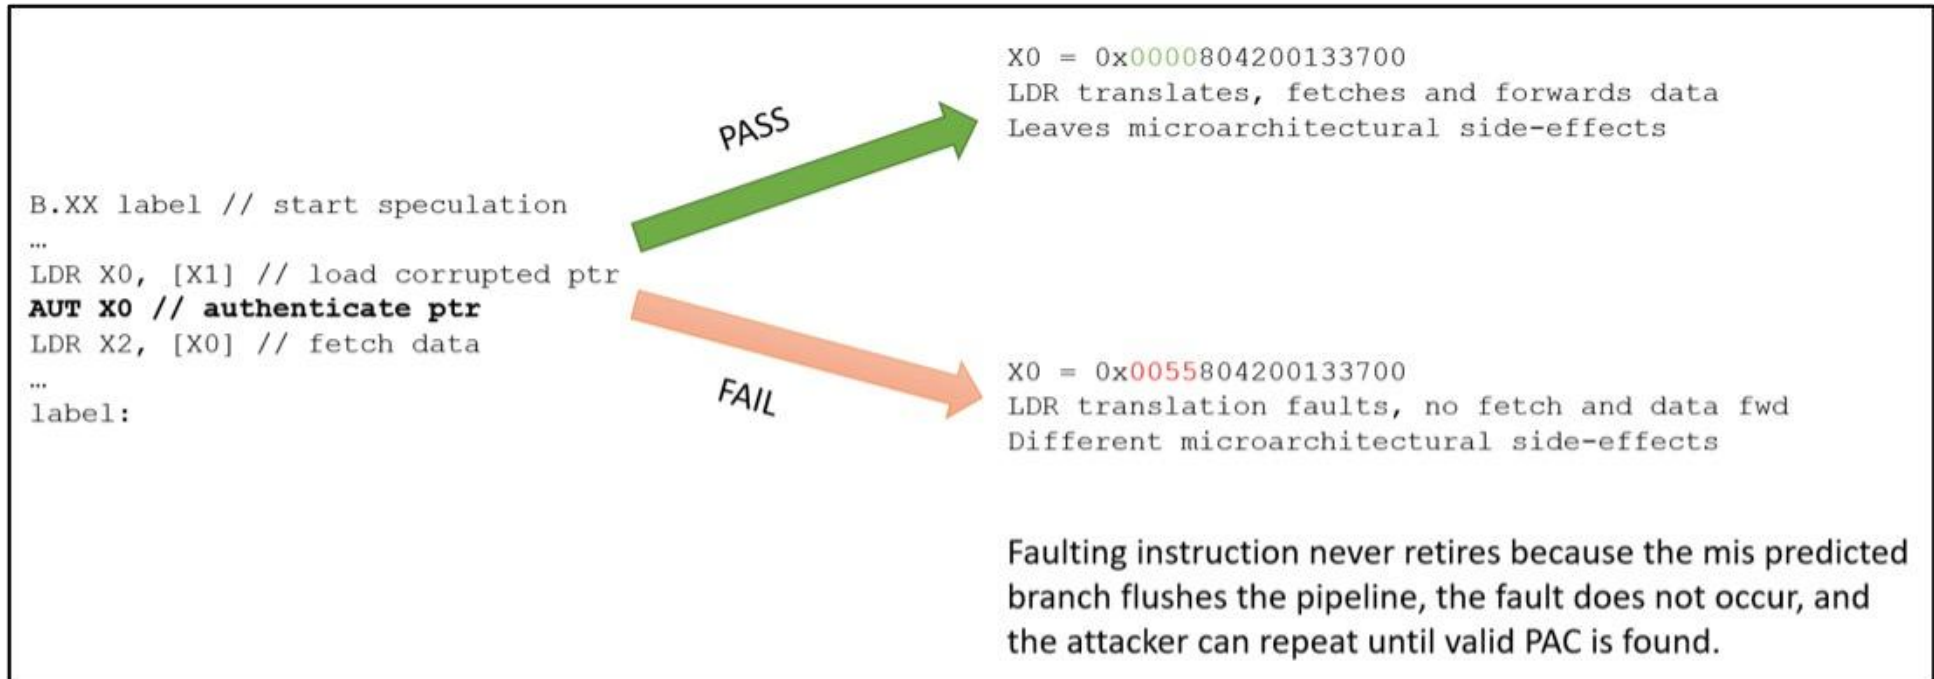 B.XX label // start speculation
…
LDR X0, [X1] // load corrupted ptr
AUT X0 // authenticate ptr
LDR X2, [X0] // fetch data
…
label:
PASS
X0 = 0x0000804200133700
LDR translates, fetches and forwards data
Leaves microarchitectural side-effects
FAIL
X0 = 0x0055804200133700
LDR translation faults, no fetch and data fwd
Different microarchitectural side-effects
Faulting instruction never retires because the mis predicted
branch flushes the pipeline, the fault does not occur, and
the attacker can repeat until valid PAC is found.